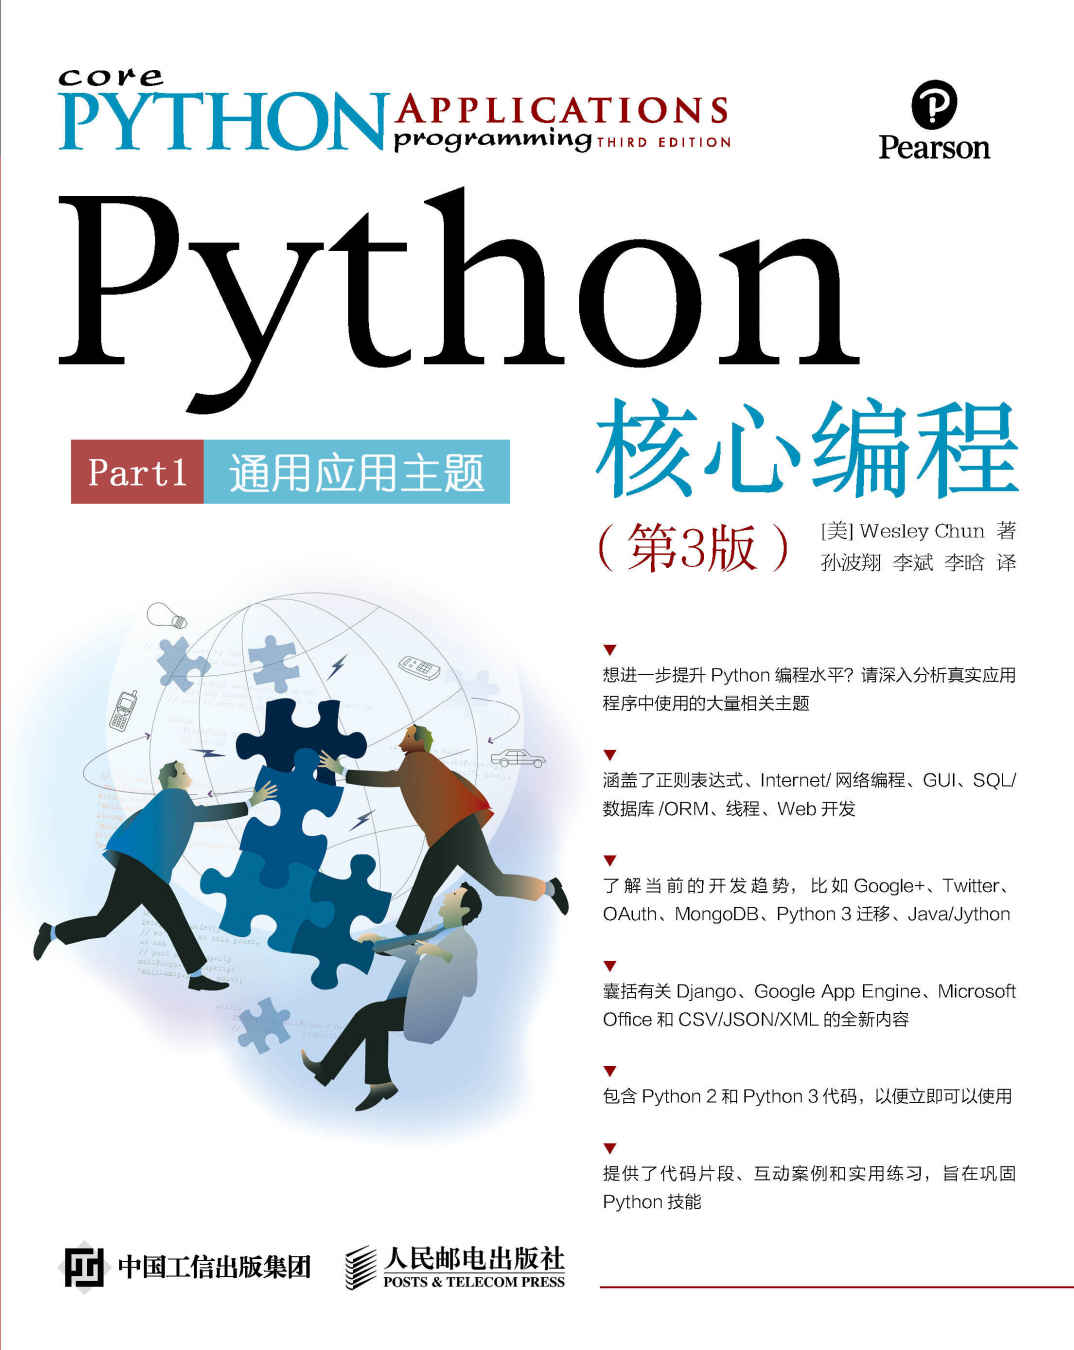 core
PYTHON APPLICATIONS
programming THIRD EDITION
Pearson
Python
核心编程
Part1 通用应用主题
（第3版）
[美] Wesley Chun 著
孙波翔 李斌 李晗 译
想进一步提升 Python 编程水平？请深入分析真实应用
程序中使用的大量相关主题
涵盖了正则表达式、Internet/ 网络编程、GUI、SQL/
数据库 /ORM、线程、Web 开发
了解当前的开发趋势，比如 Google+、Twitter、
OAuth、MongoDB、Python 3 迁移、Java/Jython
囊括有关 Django、Google App Engine、Microsoft
Office 和 CSV/JSON/XML 的全新内容
包含 Python 2 和 Python 3 代码，以便立即可以使用
提供了代码片段、互动案例和实用练习，旨在巩固
Python 技能
中国工信出版集团
人民邮电出版社
POSTS & TELECOM PRESS